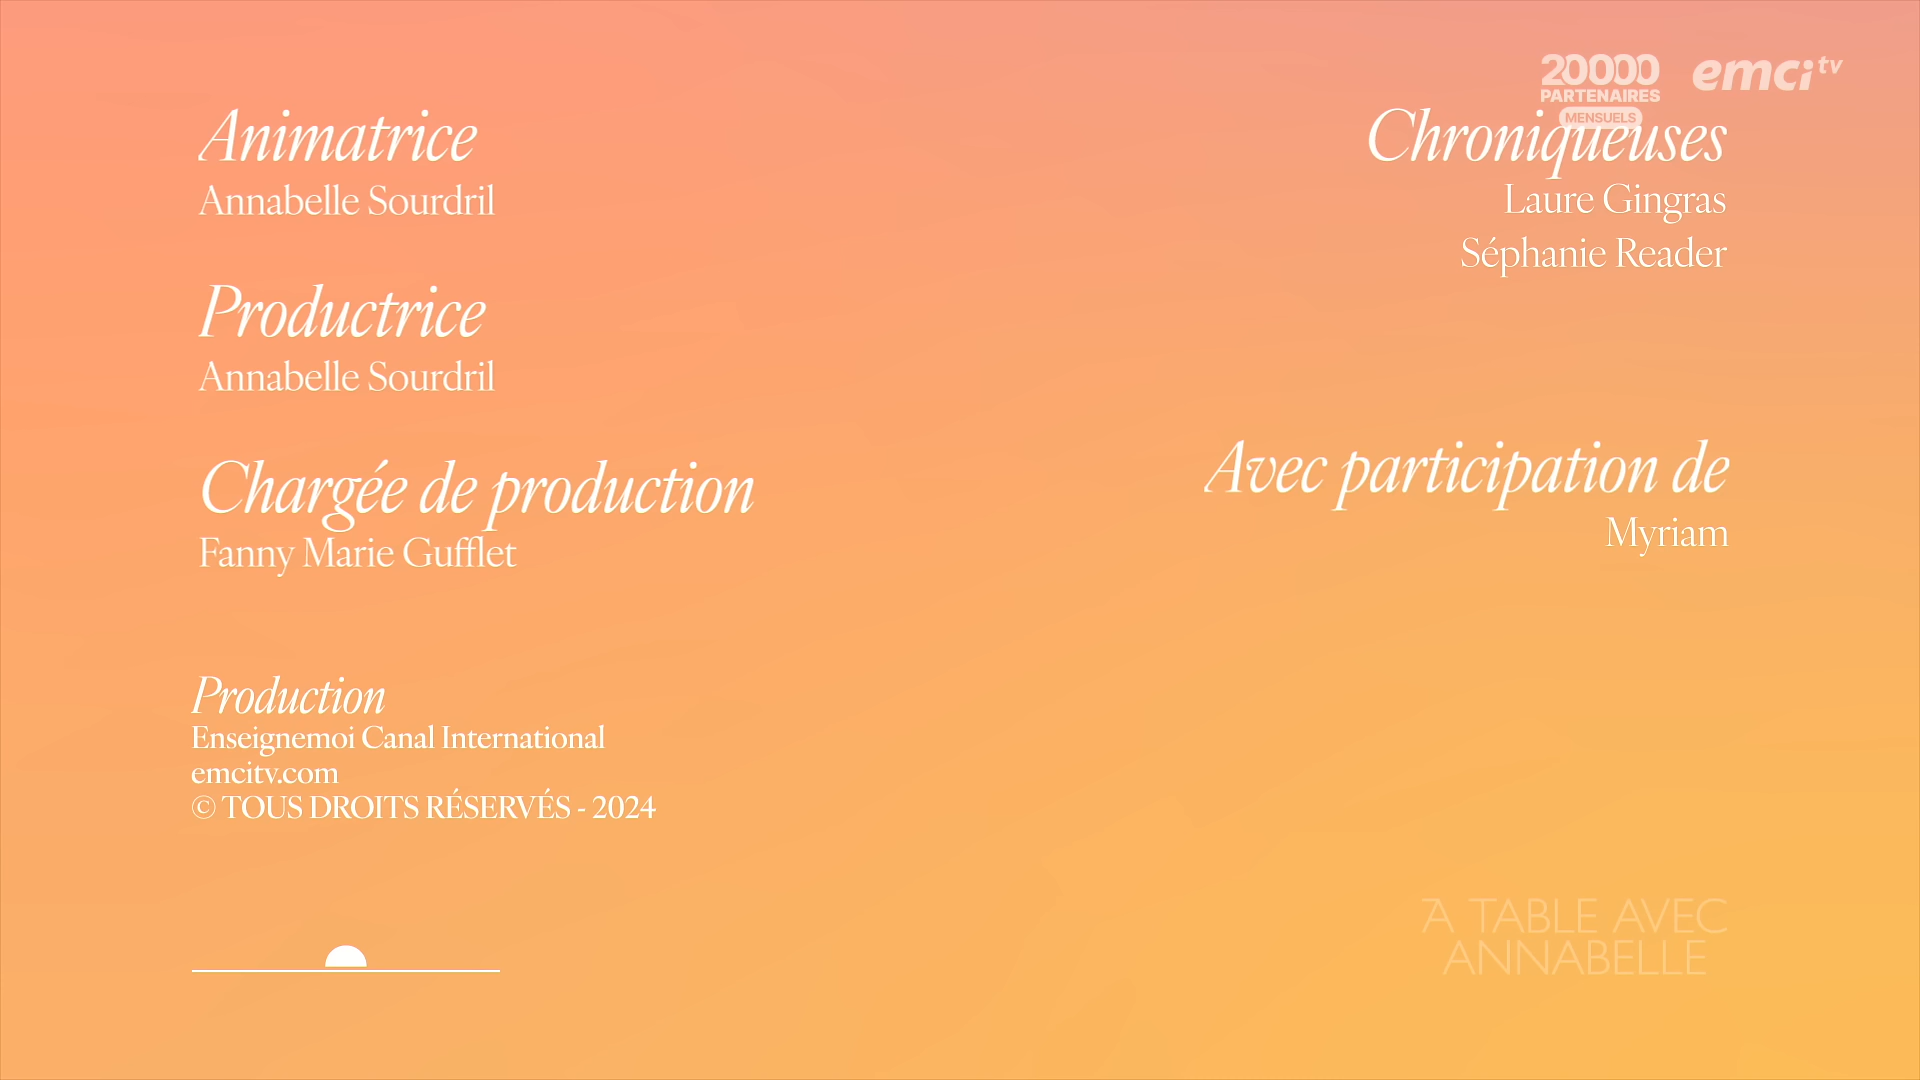 Animatrice
Annabelle Sourdril
Productrice
Annabelle Sourdril
Chargée de production
Fanny Marie Gufflet
Production
Enseignemoi Canal International
emcitv.com
© TOUS DROITS RÉSERVÉS - 2024
20000
PARTENAIRES
MENSUELS
emci tv
Chroniqueuses
Laure Gingras
Séphanie Reader
Avec participation de
Myriam
A TABLE AVEC
ANNABELLE